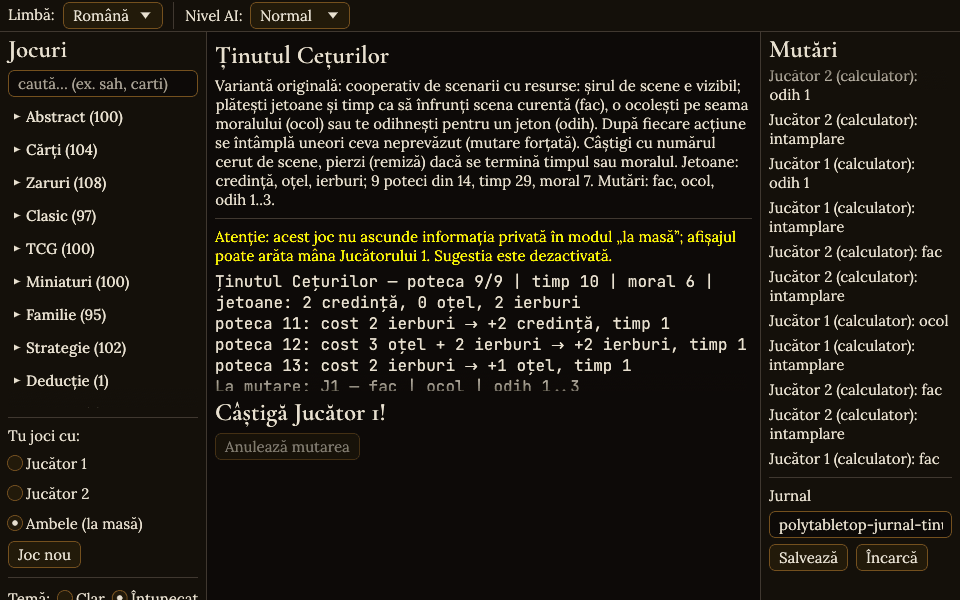 Limbă: Română ▼ Nivel AI: Normal ▼
Jocuri
caută... (ex. sah, carti)
▸ Abstract (100)
▸ Cărți (104)
▸ Zaruri (108)
▸ Clasic (97)
▸ TCG (100)
▸ Miniaturi (100)
▸ Familie (95)
▸ Strategie (102)
▸ Deducție (1)
Tu joci cu:
Jucător 1
Jucător 2
Ambele (la masă)
Joc nou
Temă: Clar Întunecat
Ținutul Cețurilor
Variantă originală: cooperativ de scenarii cu resurse: șirul de scene e vizibil;
plătești jetoane și timp ca să înfrunți scena curentă (fac), o ocolești pe seama
moralului (ocol) sau te odihnești pentru un jeton (odih). După fiecare acțiune
se întâmplă uneori ceva neprevăzut (mutare forțată). Câștigi cu numărul
cerut de scene, pierzi (remiză) dacă se termină timpul sau moralul. Jetoane:
credință, oțel, ierburi; 9 poteci din 14, timp 29, moral 7. Mutări: fac, ocol,
odih 1..3.
Atenție: acest joc nu ascunde informația privată în modul „la masă”; afișajul
poate arăta mâna Jucătorului 1. Sugestia este dezactivată.
Ținutul Cețurilor — poteca 9/9 | timp 10 | moral 6 |
jetoane: 2 credință, 0 oțel, 2 ierburi
poteca 11: cost 2 ierburi → +2 credință, timp 1
poteca 12: cost 3 oțel + 2 ierburi → +2 ierburi, timp 1
poteca 13: cost 2 ierburi → +1 oțel, timp 1
La mutare: J1 — fac | ocol | odih 1..3
Câștigă Jucător 1!
Anulează mutarea
Mutări
Jucător 2 (calculator):
odih 1
Jucător 2 (calculator):
intamplare
Jucător 1 (calculator):
odih 1
Jucător 1 (calculator):
intamplare
Jucător 2 (calculator): fac
Jucător 2 (calculator):
intamplare
Jucător 1 (calculator): ocol
Jucător 1 (calculator):
intamplare
Jucător 2 (calculator): fac
Jucător 2 (calculator):
intamplare
Jucător 1 (calculator): fac
Jurnal
polytabletop-jurnal-tinu
Salvează Încarcă